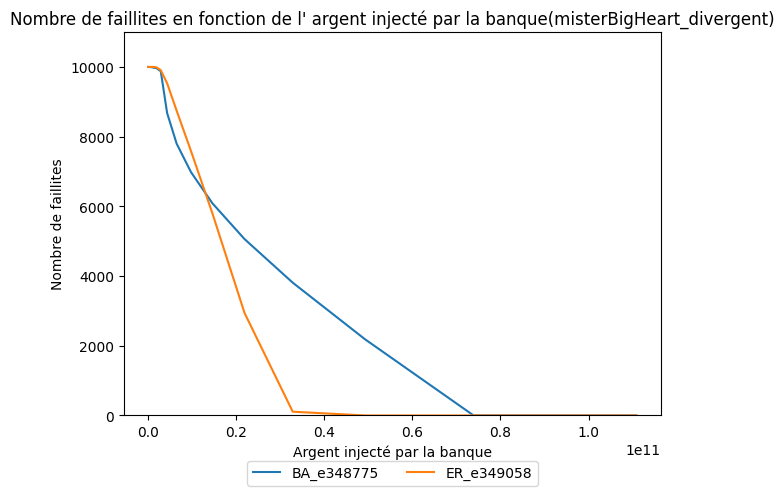 Nombre de faillites en fonction de l' argent injecté par la banque(misterBigHeart_divergent)
10000
8000
6000
4000
2000
0
Nombre de faillites
0.0 0.2 0.4 0.6 0.8 1.0
1e11
Argent injecté par la banque
BA_e348775 ER_e349058